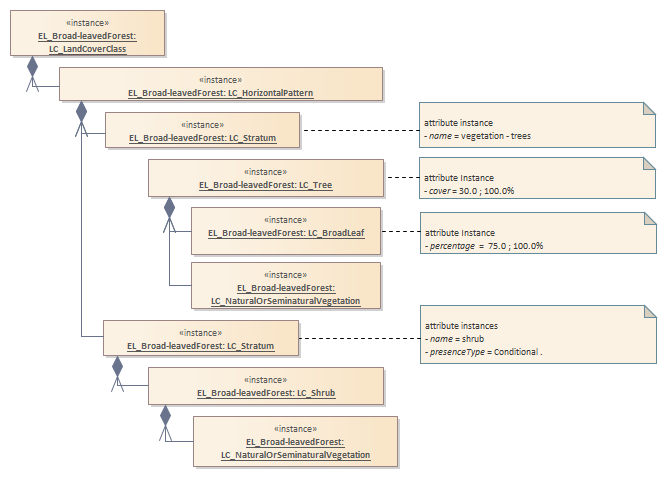 «instance»
EL_Broad-leavedForest:
LC_LandCoverClass
«instance»
EL_Broad-leavedForest: LC_HorizontalPattern
«instance»
EL_Broad-leavedForest: LC_Stratum
attribute instance
- name = vegetation - trees
«instance»
EL_Broad-leavedForest: LC_Tree
attribute Instance
- cover = 30.0 ; 100.0%
«instance»
EL_Broad-leavedForest: LC_BroadLeaf
attribute Instance
- percentage = 75.0 ; 100.0%
«instance»
EL_Broad-leavedForest:
LC_NaturalOrSeminaturalVegetation
«instance»
EL_Broad-leavedForest: LC_Stratum
attribute instances
- name = shrub
- presenceType = Conditional .
«instance»
EL_Broad-leavedForest: LC_Shrub
«instance»
EL_Broad-leavedForest:
LC_NaturalOrSeminaturalVegetation